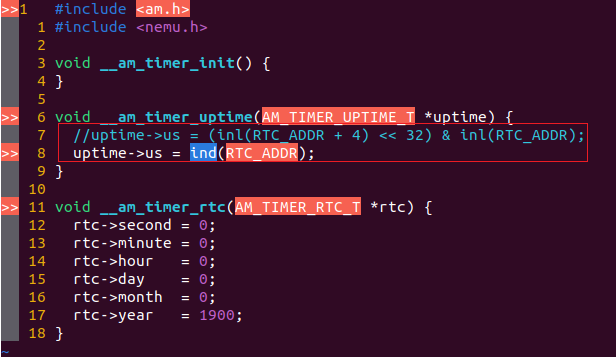 >>1   #include <am.h>
  1 #include <nemu.h>
  2
  3 void __am_timer_init() {
  4 }
  5
>> 6 void __am_timer_uptime(AM_TIMER_UPTIME_T *uptime) {
  7   //uptime->us = (inl(RTC_ADDR + 4) << 32) & inl(RTC_ADDR);
>> 8   uptime->us = ind(RTC_ADDR);
  9 }
  10
>> 11 void __am_timer_rtc(AM_TIMER_RTC_T *rtc) {
  12   rtc->second = 0;
  13   rtc->minute = 0;
  14   rtc->hour   = 0;
  15   rtc->day    = 0;
  16   rtc->month  = 0;
  17   rtc->year   = 1900;
  18 }
~